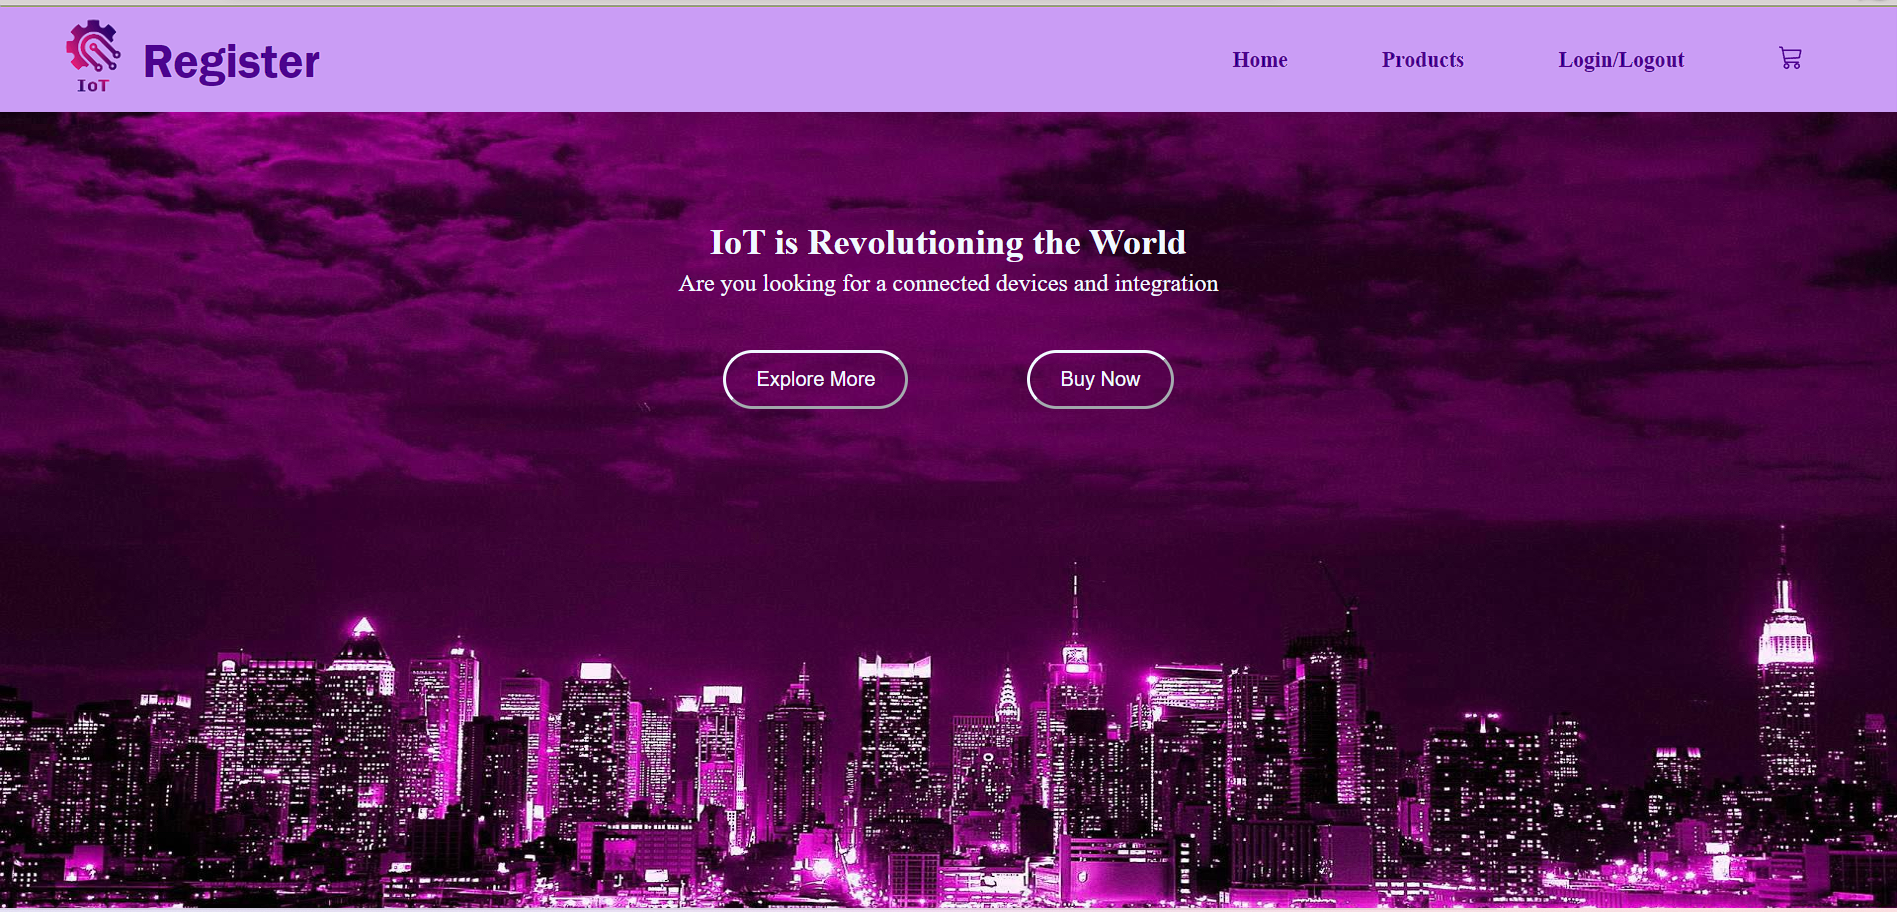 IoT
Register
Home
Products
Login/Logout
IoT is Revolutioning the World
Are you looking for a connected devices and integration
Explore More
Buy Now